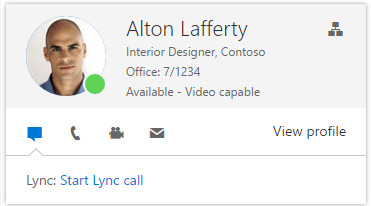 Alton Lafferty
Interior Designer, Contoso
Office: 7/1234
Available - Video capable
View profile
Lync: Start Lync call